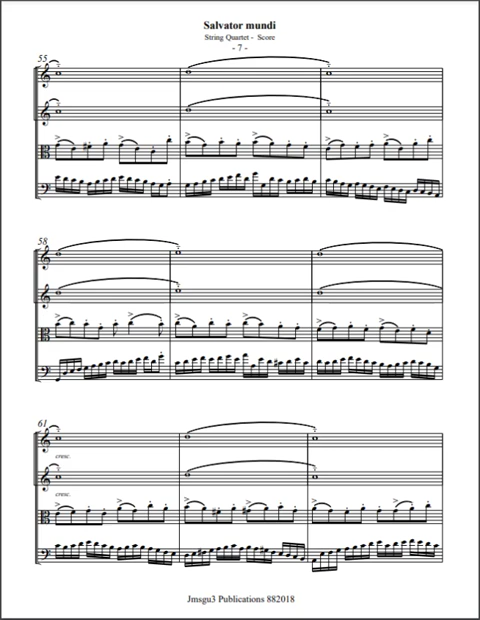 Salvator mundi
String Quartet - Score
- 7 -
55
58
61
cresc.
cresc.
Jmsgu3 Publications 882018